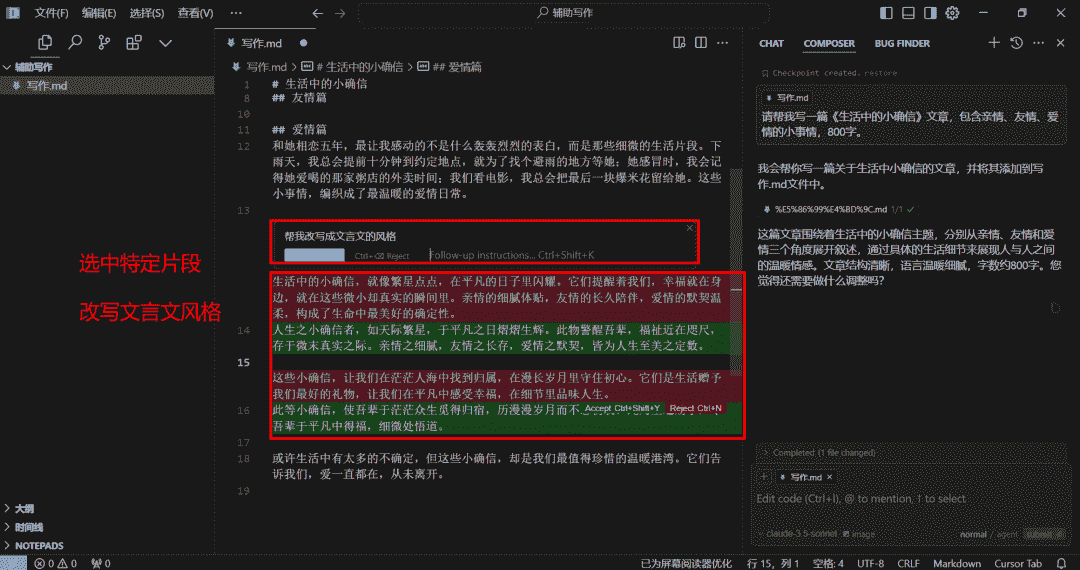 文件(F) 编辑(E) 选择(S) 查看(V) ··· 辅助写作
辅助写作
写作.md
选中特定片段
改写文言文风格
大纲
时间线
NOTEPADS
写作.md
写作.md > # 生活中的小确信 > ## 爱情篇
1 # 生活中的小确信
8 ## 友情篇
10
11 ## 爱情篇
12 和她相恋五年，最让我感动的不是什么轰轰烈烈的表白，而是那些细微的生活片段。下
雨天，我总会提前十分钟到约定地点，就为了找个避雨的地方等她；她感冒时，我会记
得她爱喝的那家粥店的外卖时间；我们看电影，我总会把最后一块爆米花留给她。这些
小事情，编织成了最温暖的爱情日常。
13
帮我改写成文言文的风格
Ctrl+⌫ Reject Follow-up instructions... Ctrl+Shift+K
生活中的小确信，就像繁星点点，在平凡的日子里闪耀。它们提醒着我们，幸福就在身
边，就在这些微小却真实的瞬间里。亲情的细腻体贴，友情的长久陪伴，爱情的默契温
柔，构成了生命中最美好的确定性。
14 人生之小确信者，如天际繁星，于平凡之日熠熠生辉。此物警醒吾辈，福祉近在咫尺，
存于微末真实之际。亲情之细腻，友情之长存，爱情之默契，皆为人生至美之定数。
15
这些小确信，让我们在茫茫人海中找到归属，在漫长岁月里守住初心。它们是生活赠予
我们最好的礼物，让我们在平凡中感受幸福，在细节里品味人生。
16 此等小确信，使吾辈于茫茫众生觅得归宿，历漫漫岁月而不
Accept Ctrl+Shift+Y Reject Ctrl+N
吾辈于平凡中得福，细微处悟道。
17
18 或许生活中有太多的不确定，但这些小确信，却是我们最值得珍惜的温暖港湾。它们告
诉我们，爱一直都在，从未离开。
19
CHAT COMPOSER BUG FINDER
Checkpoint created. restore
写作.md
请帮我写一篇《生活中的小确信》文章，包含亲情、友情、爱
情的小事情，800字。
我会帮你写一篇关于生活中小确信的文章，并将其添加到写
作.md文件中。
%E5%86%99%E4%BD%9C.md 1/1
这篇文章围绕着生活中的小确信主题，分别从亲情、友情和爱
情三个角度展开叙述，通过具体的生活细节来展现人与人之间
的温暖情感。文章结构清晰，语言温暖细腻，字数约800字。您
觉得还需要做什么调整吗？
Completed (1 file changed)
写作.md
Edit code (Ctrl+I), @ to mention, ↑ to select
claude-3.5-sonnet image normal / agent submit
0 0 0 已为屏幕阅读器优化 行 15，列 1 空格: 4 UTF-8 CRLF Markdown Cursor Tab